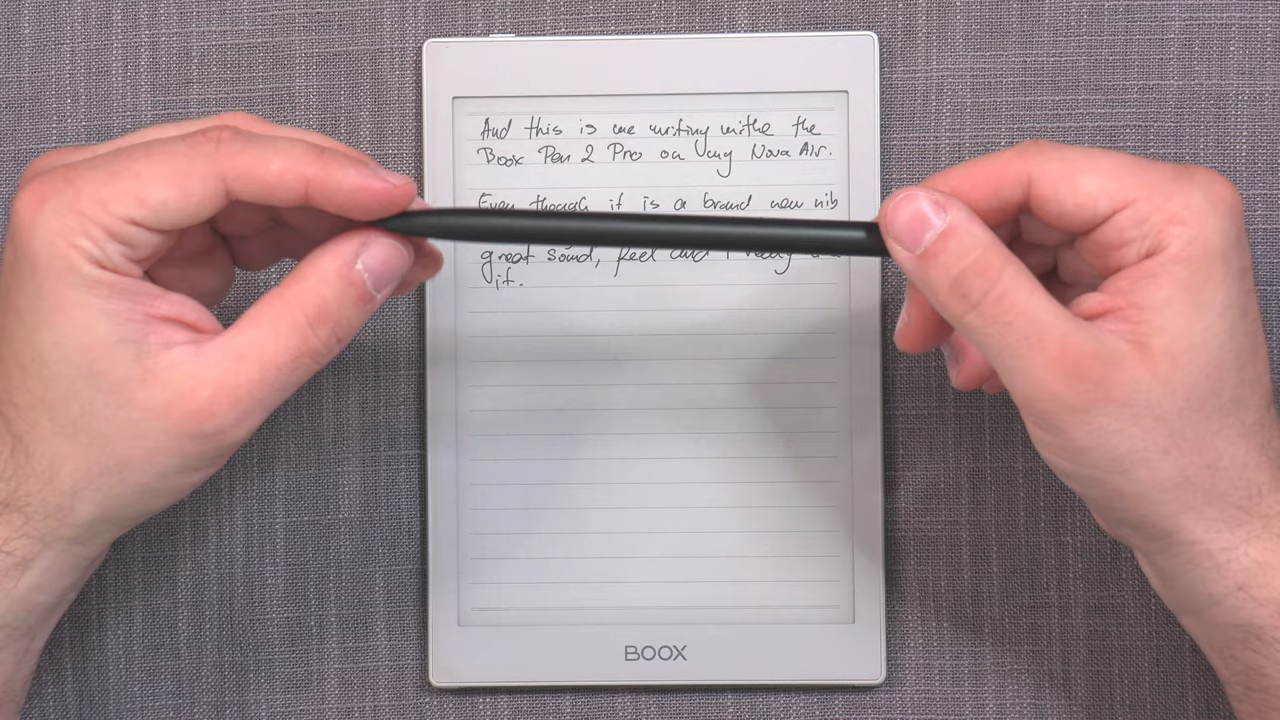 And this is me writing withe the
Boox Pen 2 Pro on my Nova Air.
Even though it is a brand new nib
great sound, feel and I really
it.
BOOX